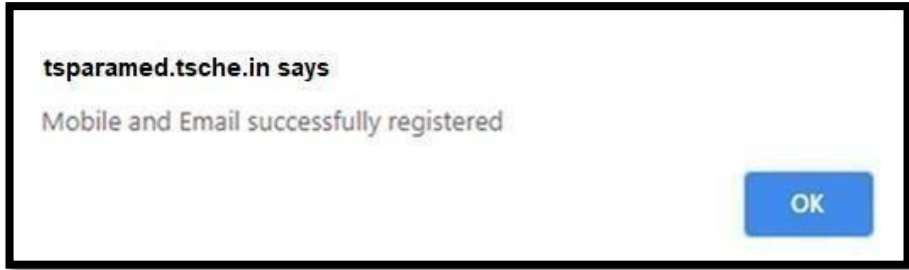 tsparamed.tsche.in says
Mobile and Email successfully registered
OK